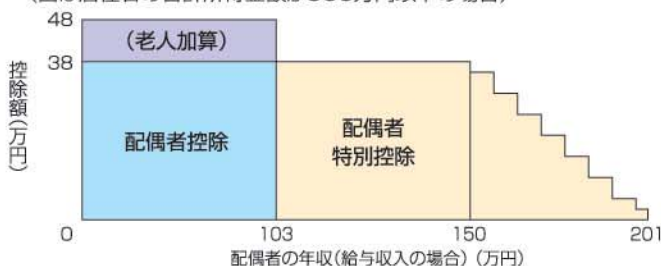 48
(老人加算)
38
控除額(万円)
配偶者控除
配偶者
特別控除
0
0 103 150 201
配偶者の年収(給与収入の場合)(万円)